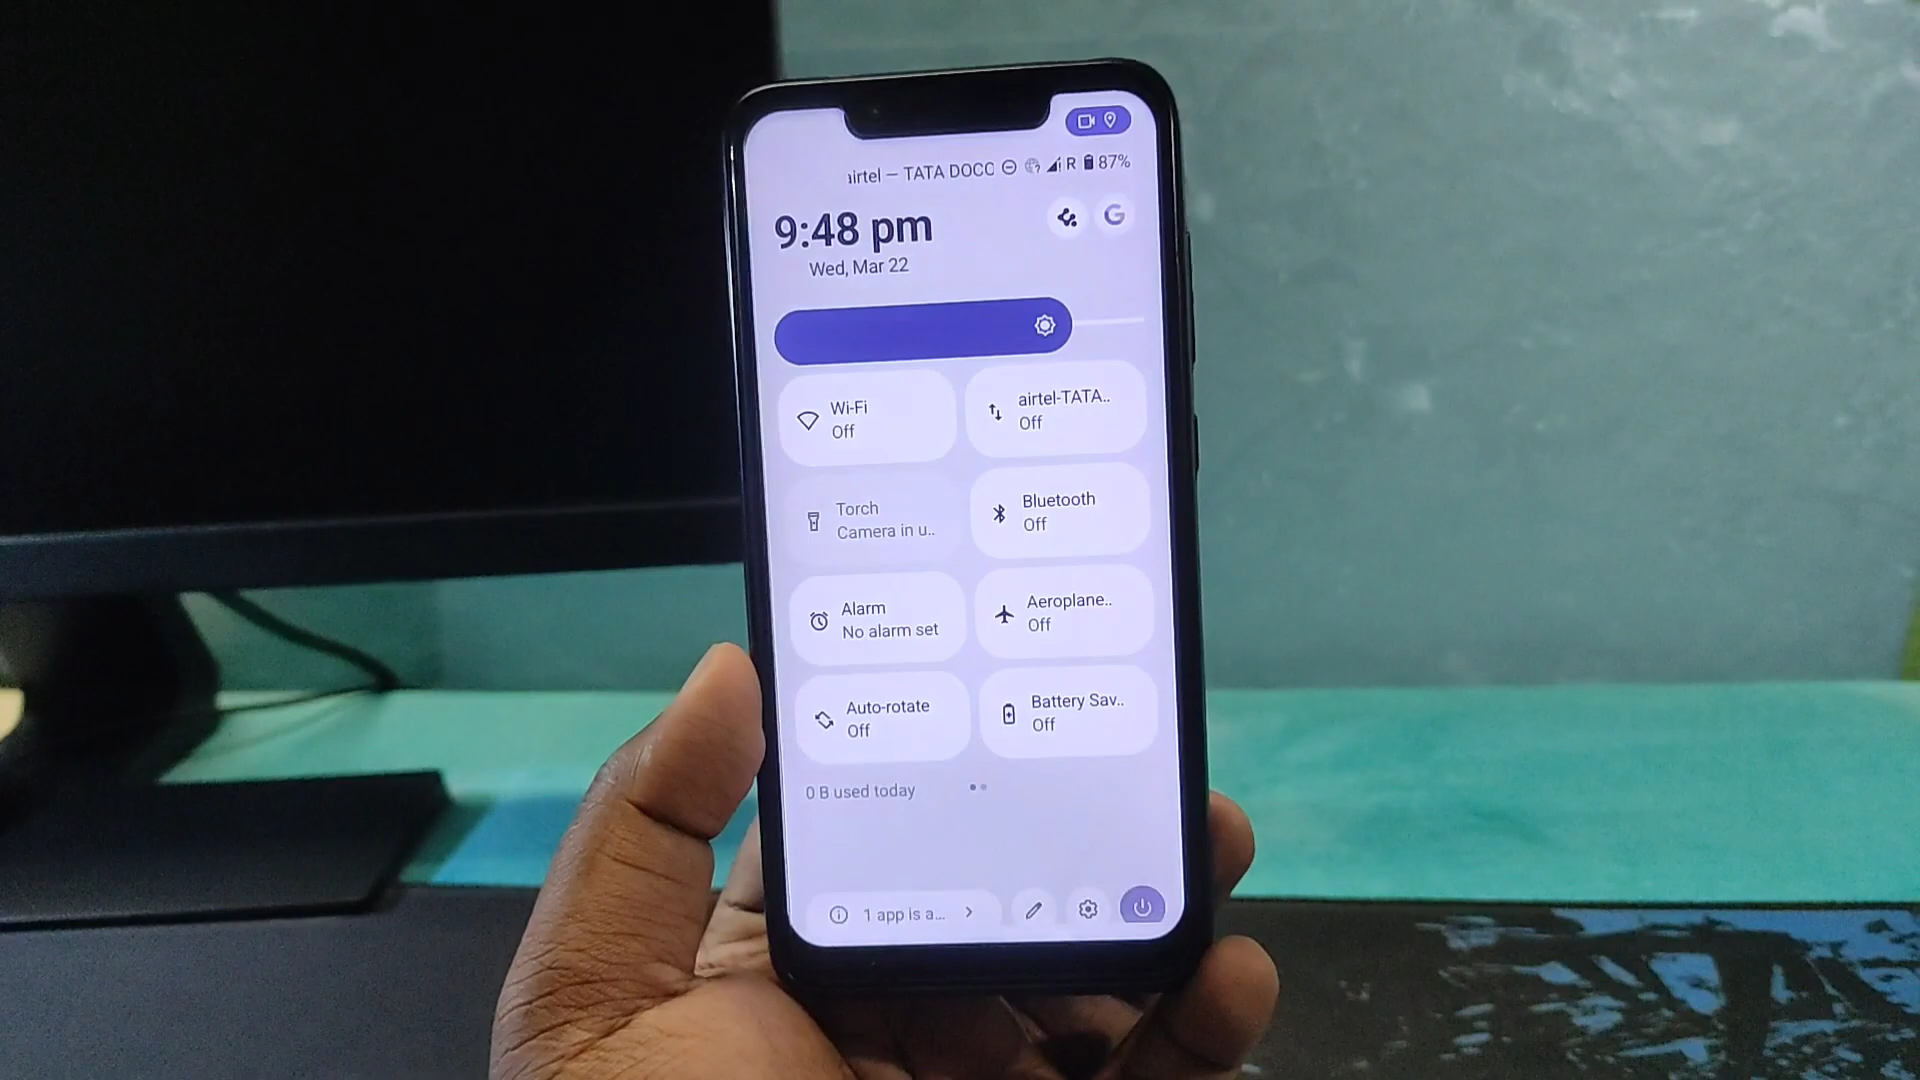 airtel — TATA DOCC R 87%
9:48 pm
G
Wed, Mar 22
Wi-Fi
Off
airtel-TATA..
Off
Torch
Camera in u..
Bluetooth
Off
Alarm
No alarm set
Aeroplane..
Off
Auto-rotate
Off
Battery Sav..
Off
0 B used today
1 app is a...